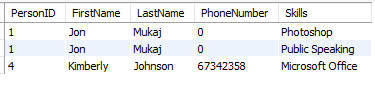 PersonID FirstName LastName PhoneNumber Skills
1 Jon Mukaj 0 Photoshop
1 Jon Mukaj 0 Public Speaking
4 Kimberly Johnson 67342358 Microsoft Office